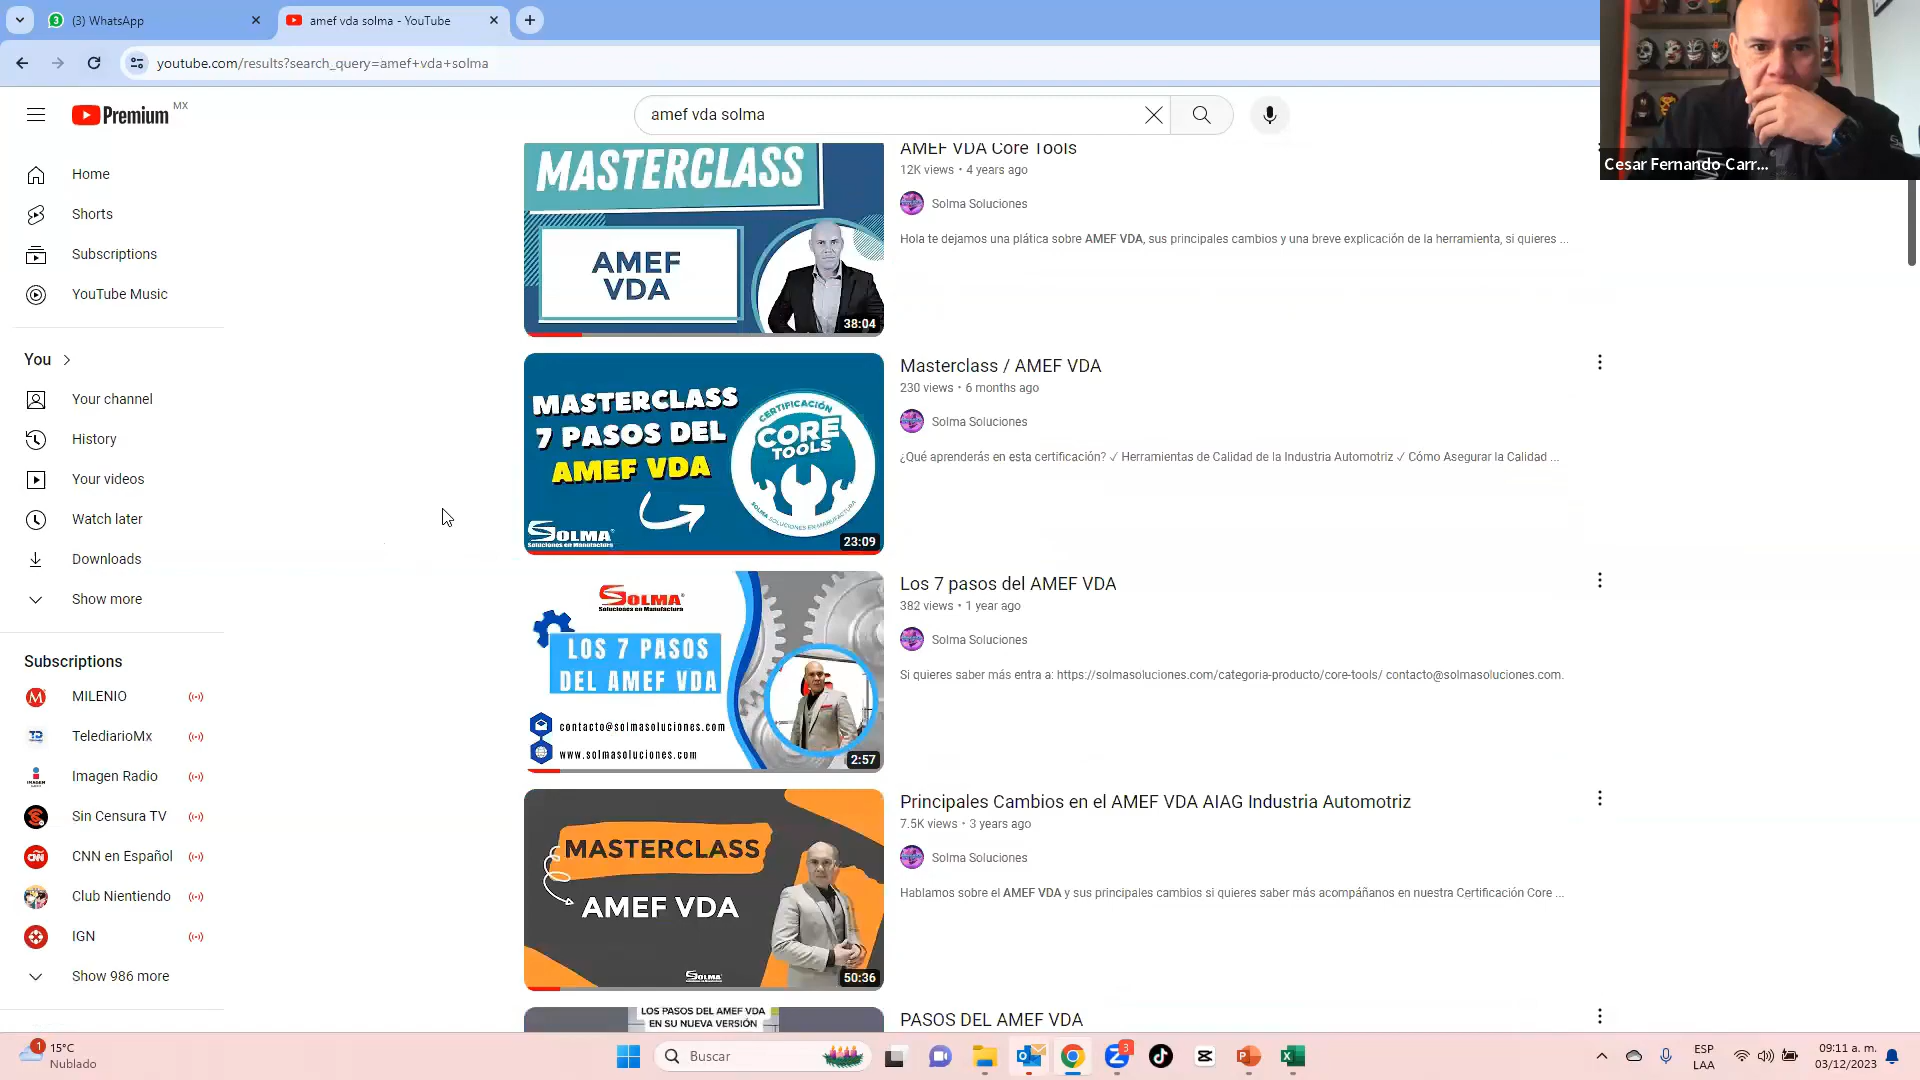 (3) WhatsApp
amef vda solma - YouTube
youtube.com/results?search_query=amef+vda+solma
Premium MX
amef vda solma
Cesar Fernando Carr...
Home
Shorts
Subscriptions
YouTube Music
You
Your channel
History
Your videos
Watch later
Downloads
Show more
Subscriptions
MILENIO
TelediarioMx
Imagen Radio
Sin Censura TV
CNN en Español
Club Nientiendo
IGN
Show 986 more
MASTERCLASS
AMEF
VDA
38:04
AMEF VDA Core Tools
12K views • 4 years ago
Solma Soluciones
Hola te dejamos una plática sobre AMEF VDA, sus principales cambios y una breve explicación de la herramienta, si quieres ...
MASTERCLASS
7 PASOS DEL
AMEF VDA
CERTIFICACIÓN
CORE
TOOLS
SOLMA SOLUCIONES EN MANUFACTURA
SOLMA
Soluciones en Manufactura
23:09
Masterclass / AMEF VDA
230 views • 6 months ago
Solma Soluciones
¿Qué aprenderás en esta certificación? ✓ Herramientas de Calidad de la Industria Automotriz ✓ Cómo Asegurar la Calidad ...
SOLMA
Soluciones en Manufactura
LOS 7 PASOS
DEL AMEF VDA
contacto@solmasoluciones.com
www.solmasoluciones.com
2:57
Los 7 pasos del AMEF VDA
382 views • 1 year ago
Solma Soluciones
Si quieres saber más entra a: https://solmasoluciones.com/categoria-producto/core-tools/ contacto@solmasoluciones.com.
MASTERCLASS
AMEF VDA
SOLMA
50:36
Principales Cambios en el AMEF VDA AIAG Industria Automotriz
7.5K views • 3 years ago
Solma Soluciones
Hablamos sobre el AMEF VDA y sus principales cambios si quieres saber más acompáñanos en nuestra Certificación Core ...
LOS PASOS DEL AMEF VDA
EN SU NUEVA VERSIÓN
PASOS DEL AMEF VDA
1
15°C
Nublado
Buscar
3
ESP
LAA
09:11 a. m.
03/12/2023